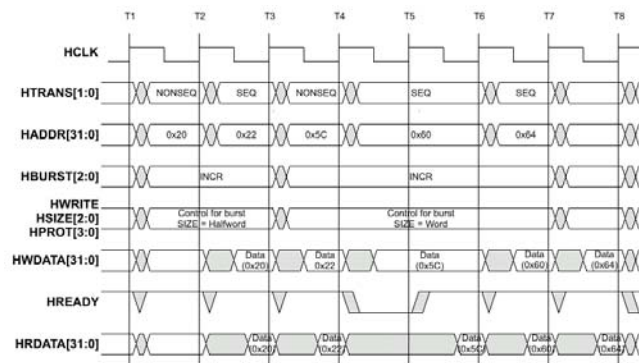 T1 T2 T3 T4 T5 T6 T7 T8
HCLK
HTRANS[1:0] NONSEQ SEQ NONSEQ SEQ SEQ
HADDR[31:0] 0x20 0x22 0x5C 0x60 0x64
HBURST[2:0] INCR INCR
HWRITE
HSIZE[2:0]
HPROT[3:0]
Control for burst
SIZE = Halfword
Control for burst
SIZE = Word
HWDATA[31:0] Data (0x20) Data 0x22 Data (0x5C) Data (0x60) Data (0x64)
HREADY
HRDATA[31:0] Data (0x20) Data (0x22) Data (0x5C) Data (0x60) Data (0x64)